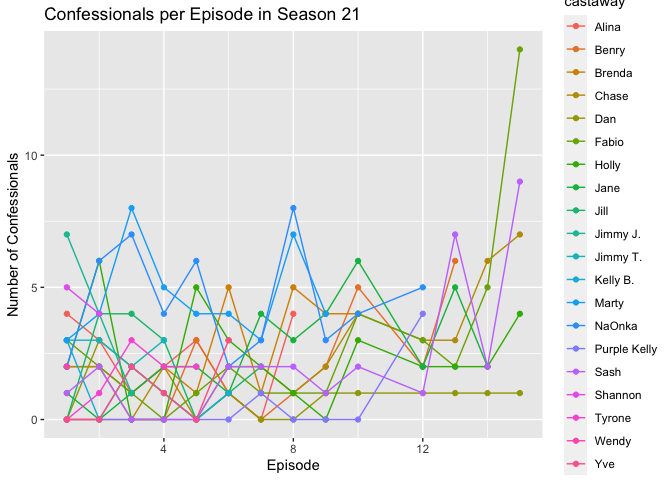 Confessionals per Episode in Season 21
castaway
Alina
Benry
Brenda
Chase
Dan
Fabio
Holly
Jane
Jill
Jimmy J.
Jimmy T.
Kelly B.
Marty
NaOnka
Purple Kelly
Sash
Shannon
Tyrone
Wendy
Yve
Number of Confessionals
10
5
0
4
8
12
Episode